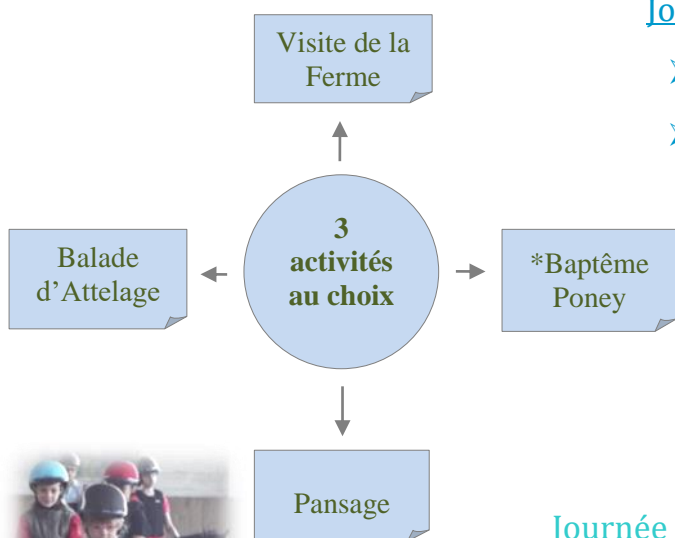 Visite de la
Ferme
3
activités
au choix
Balade
d’Attelage
*Baptême
Poney
Pansage
Journée